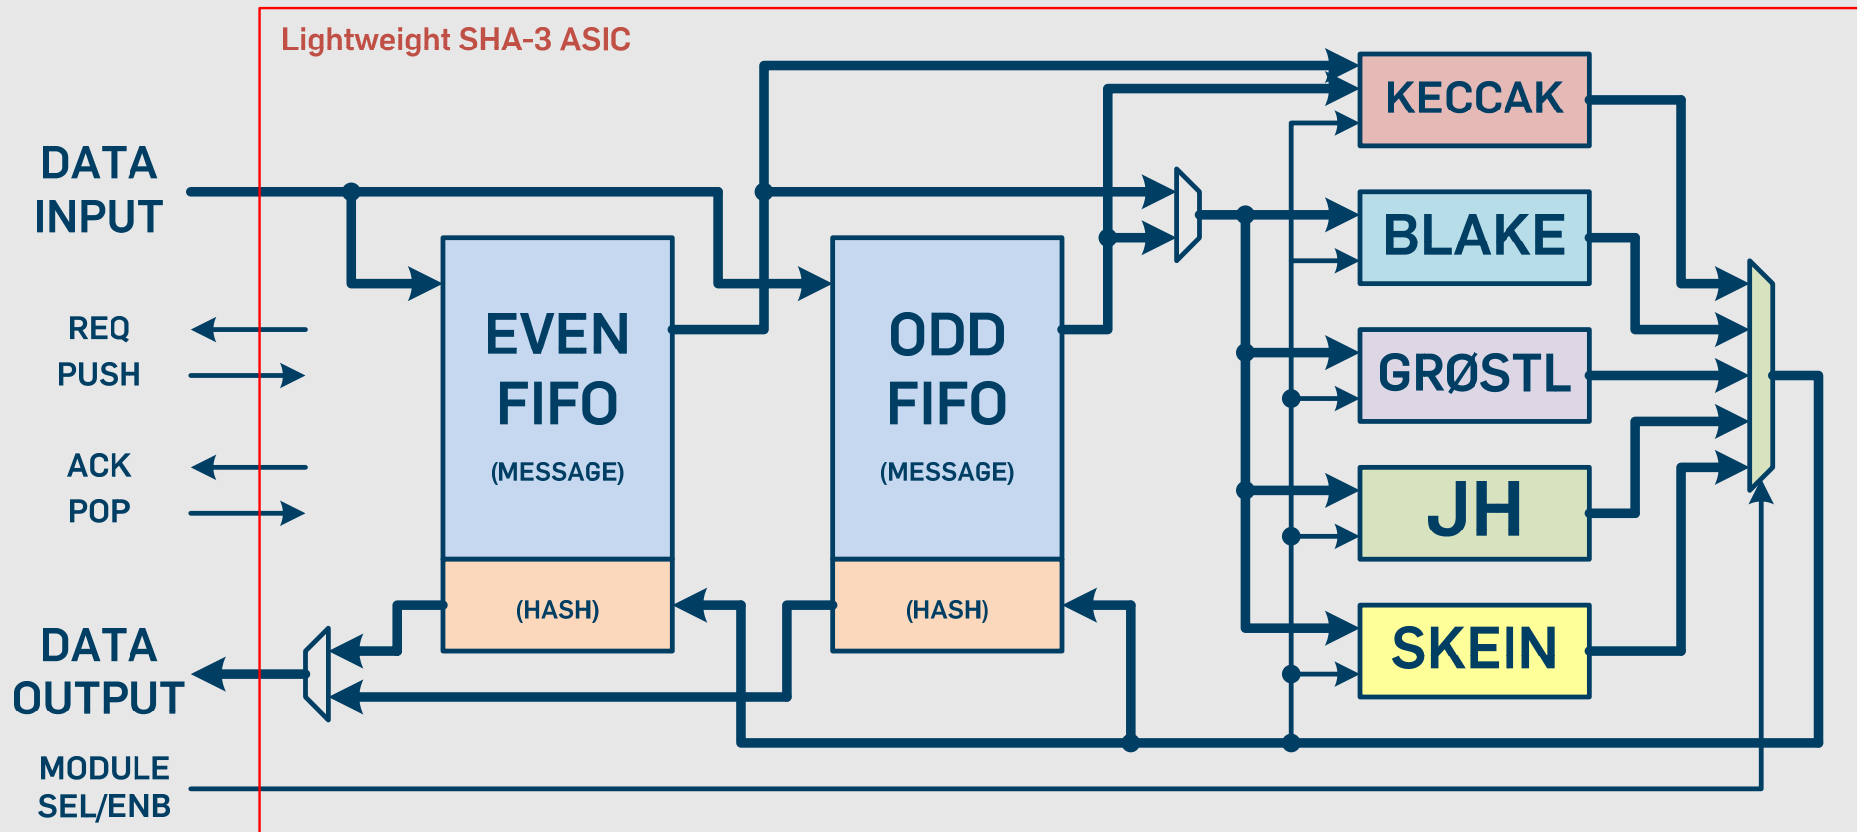 Lightweight SHA-3 ASIC
DATA
INPUT
REQ
PUSH
ACK
POP
DATA
OUTPUT
MODULE
SEL/ENB
EVEN
FIFO
(MESSAGE)
(HASH)
ODD
FIFO
(MESSAGE)
(HASH)
KECCAK
BLAKE
GRØSTL
JH
SKEIN